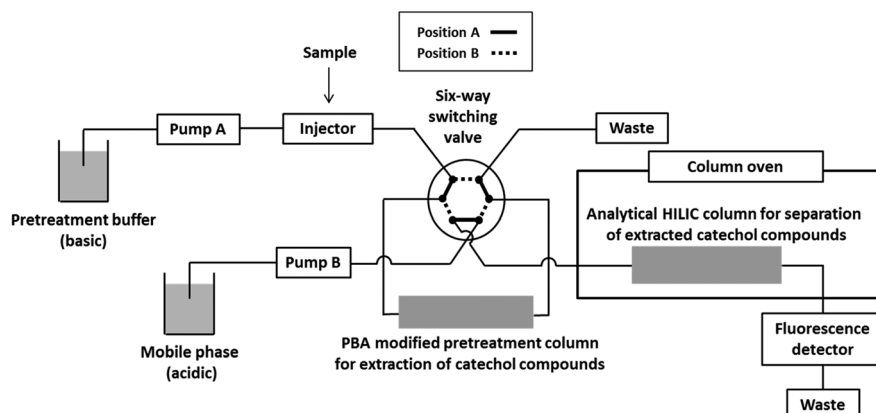 Position A
Position B
Sample
Six-way
switching
valve
Pump A
Injector
Waste
Column oven
Pretreatment buffer
(basic)
Analytical HILIC column for separation
of extracted catechol compounds
Pump B
Mobile phase
(acidic)
PBA modified pretreatment column
for extraction of catechol compounds
Fluorescence
detector
Waste